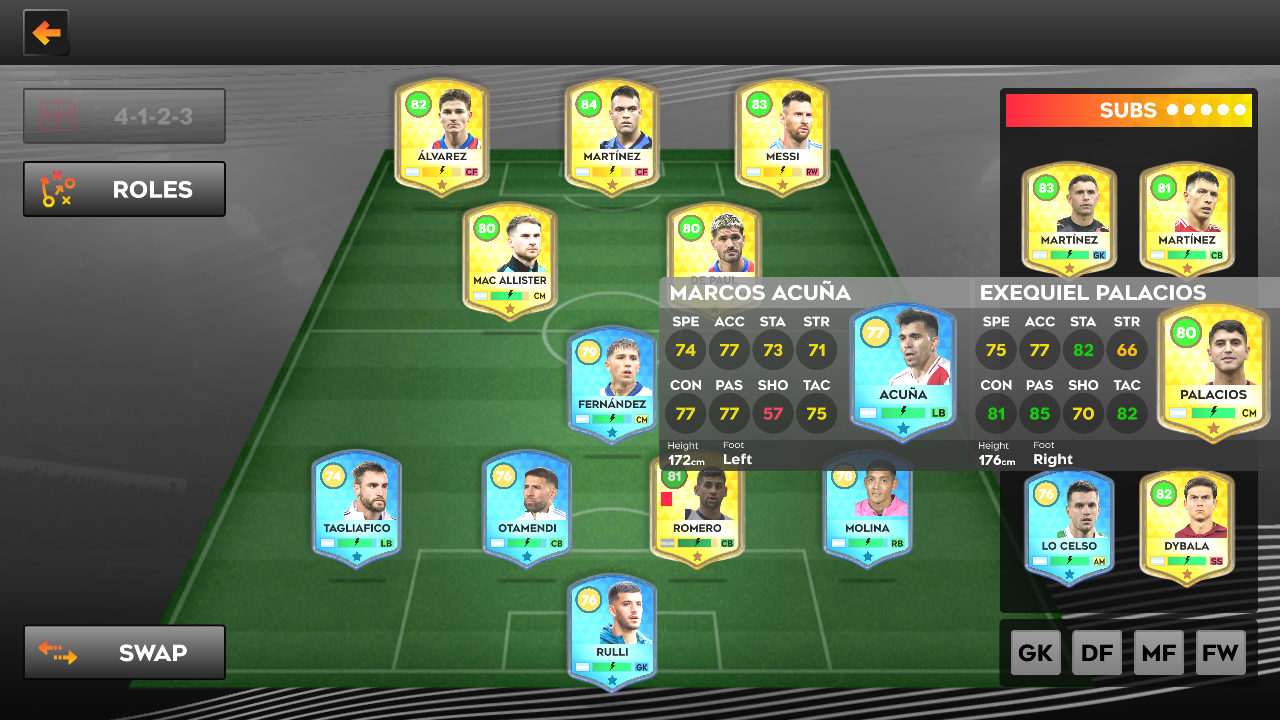 4-1-2-3
ROLES
SWAP
82
ÁLVAREZ
CF
84
MARTÍNEZ
CF
83
MESSI
RW
80
MAC ALLISTER
CM
80
DE PAUL
79
FERNÁNDEZ
CM
74
TAGLIAFICO
LB
76
OTAMENDI
CB
81
ROMERO
CB
78
MOLINA
RB
76
RULLI
GK
SUBS
83
MARTÍNEZ
GK
81
MARTÍNEZ
CB
MARCOS ACUÑA
SPE ACC STA STR
74 77 73 71
CON PAS SHO TAC
77 77 57 75
Height Foot
172cm Left
77
ACUÑA
LB
EXEQUIEL PALACIOS
SPE ACC STA STR
75 77 82 66
CON PAS SHO TAC
81 85 70 82
Height Foot
176cm Right
80
PALACIOS
CM
76
LO CELSO
AM
82
DYBALA
SS
GK DF MF FW